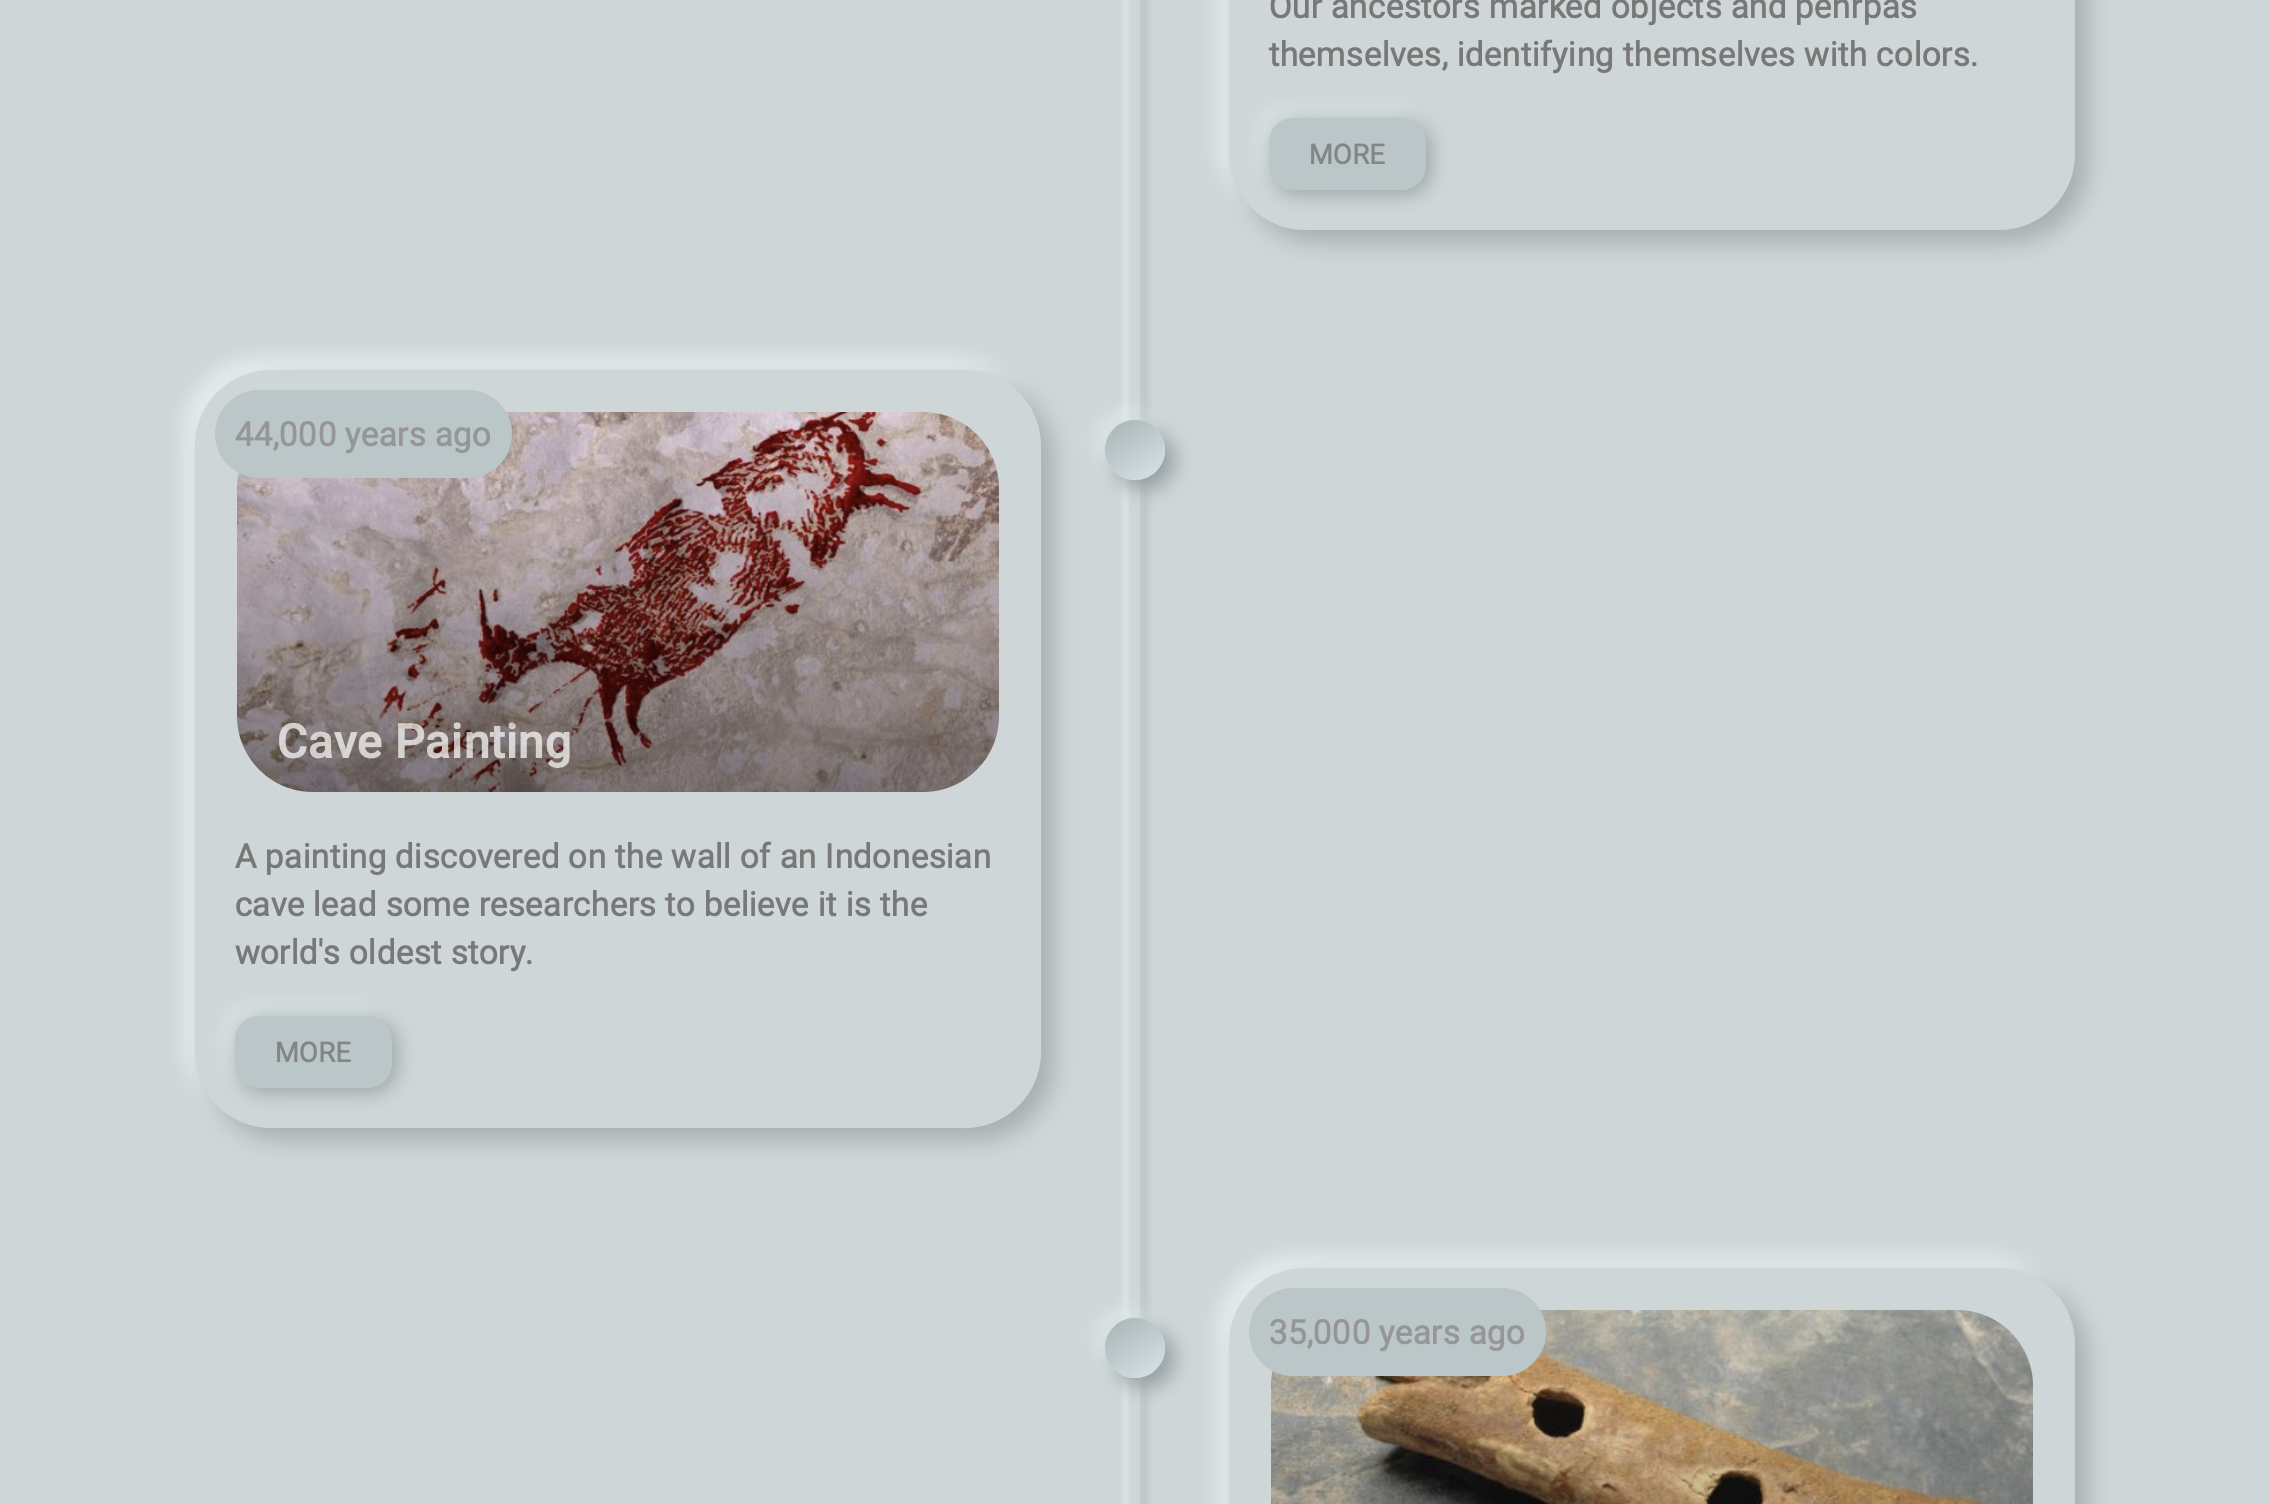 Our ancestors marked objects and penrpas
themselves, identifying themselves with colors.
MORE
44,000 years ago
Cave Painting
A painting discovered on the wall of an Indonesian
cave lead some researchers to believe it is the
world's oldest story.
MORE
35,000 years ago